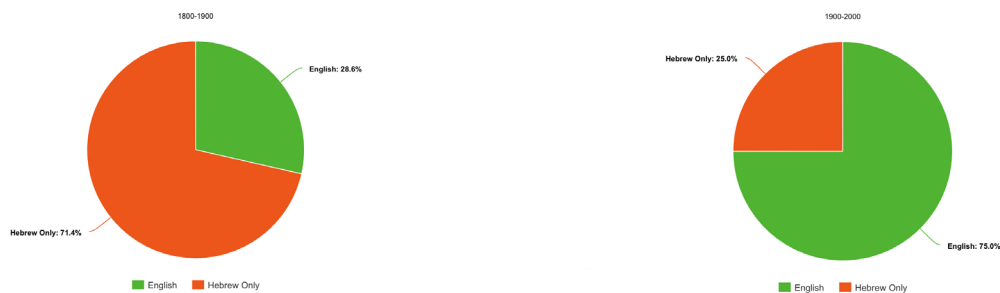 1800-1900
English: 28.6%
Hebrew Only: 71.4%
English Hebrew Only
1900-2000
Hebrew Only: 25.0%
English: 75.0%
English Hebrew Only